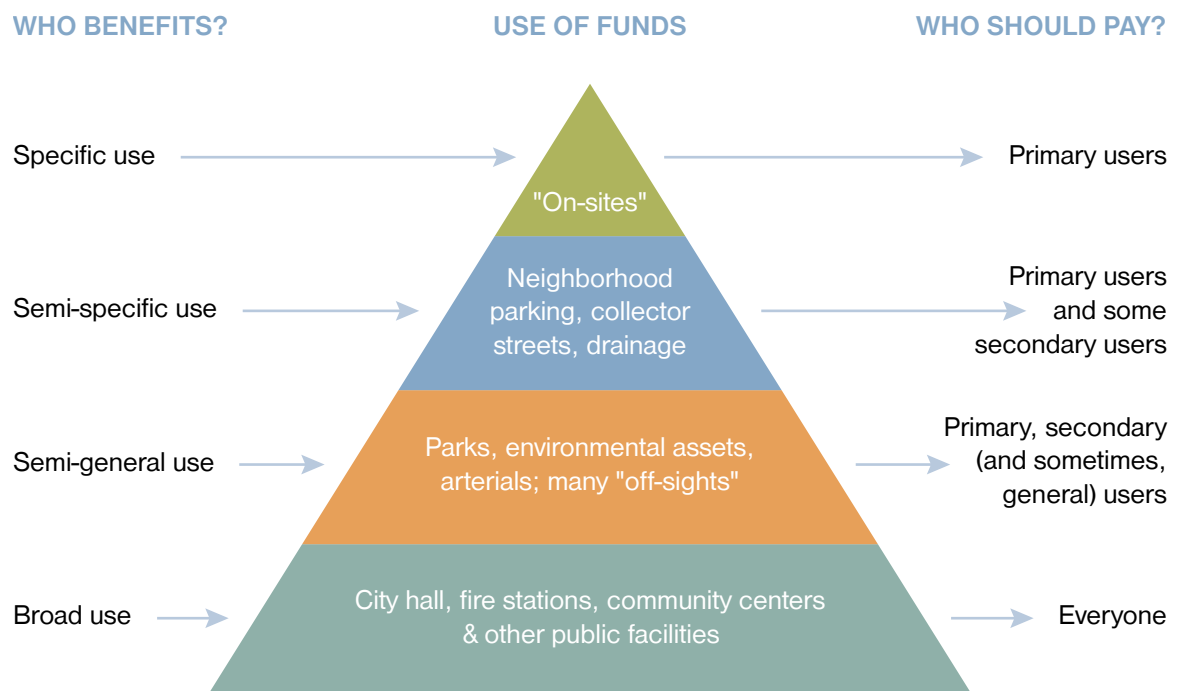 WHO BENEFITS?
USE OF FUNDS
WHO SHOULD PAY?
Specific use
"On-sites"
Primary users
Semi-specific use
Neighborhood
parking, collector
streets, drainage
Primary users
and some
secondary users
Semi-general use
Parks, environmental assets,
arterials; many "off-sights"
Primary, secondary
(and sometimes,
general) users
Broad use
City hall, fire stations, community centers
& other public facilities
Everyone